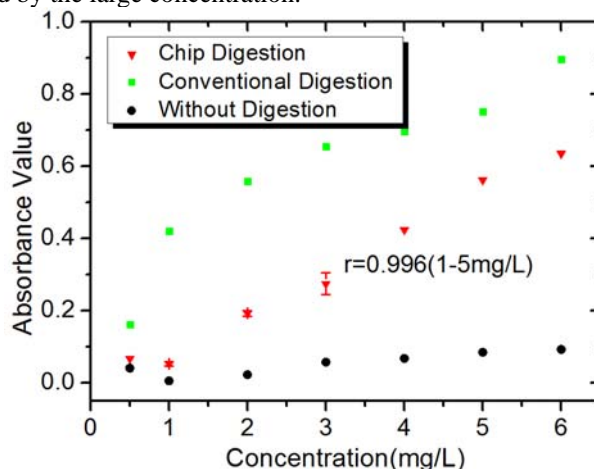 d by the large concentration.
1.0
Chip Digestion
Conventional Digestion
Without Digestion
0.8
0.6
0.4
r=0.996(1-5mg/L)
0.2
0.0
0 1 2 3 4 5 6
Absorbance Value
Concentration(mg/L)